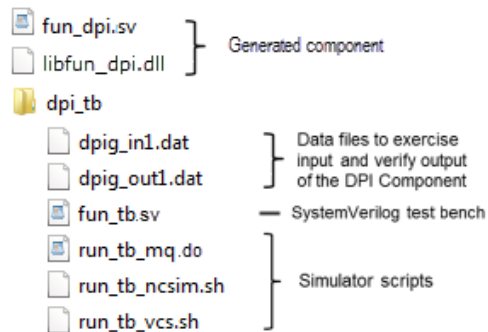 fun_dpi.sv
libfun_dpi.dll
Generated component
dpi_tb
dpig_in1.dat
dpig_out1.dat
Data files to exercise
input and verify output
of the DPI Component
fun_tb.sv
SystemVerilog test bench
run_tb_mq.do
run_tb_ncsim.sh
run_tb_vcs.sh
Simulator scripts